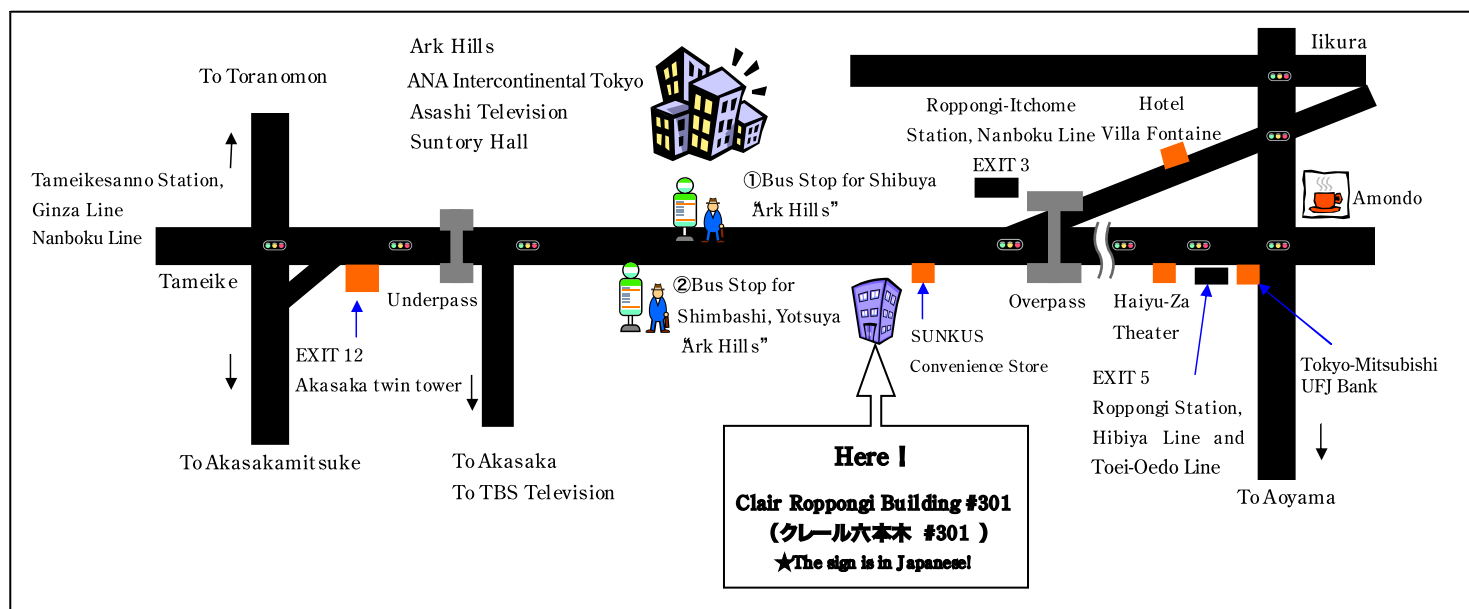 To Toranomon
Ark Hills
ANA Intercontinental Tokyo
Asashi Television
Suntory Hall
Iikura
Roppongi-Itchome
Station, Nanboku Line
EXIT 3
Hotel
Villa Fontaine
Tameikesanno Station,
Ginza Line
Nanboku Line
①Bus Stop for Shibuya
“Ark Hills”
Amondo
Tameike
Underpass
②Bus Stop for
Shimbashi, Yotsuya
“Ark Hills”
Overpass
Haiyu-Za
Theater
SUNKUS
Convenience Store
EXIT 12
Akasaka twin tower
Tokyo-Mitsubishi
UFJ Bank
EXIT 5
Roppongi Station,
Hibiya Line and
Toei-Oedo Line
To Akasakamitsuke
To Akasaka
To TBS Television
To Aoyama
Here！
Clair Roppongi Building #301
（クレール六本木 #301 ）
★The sign is in Japanese!